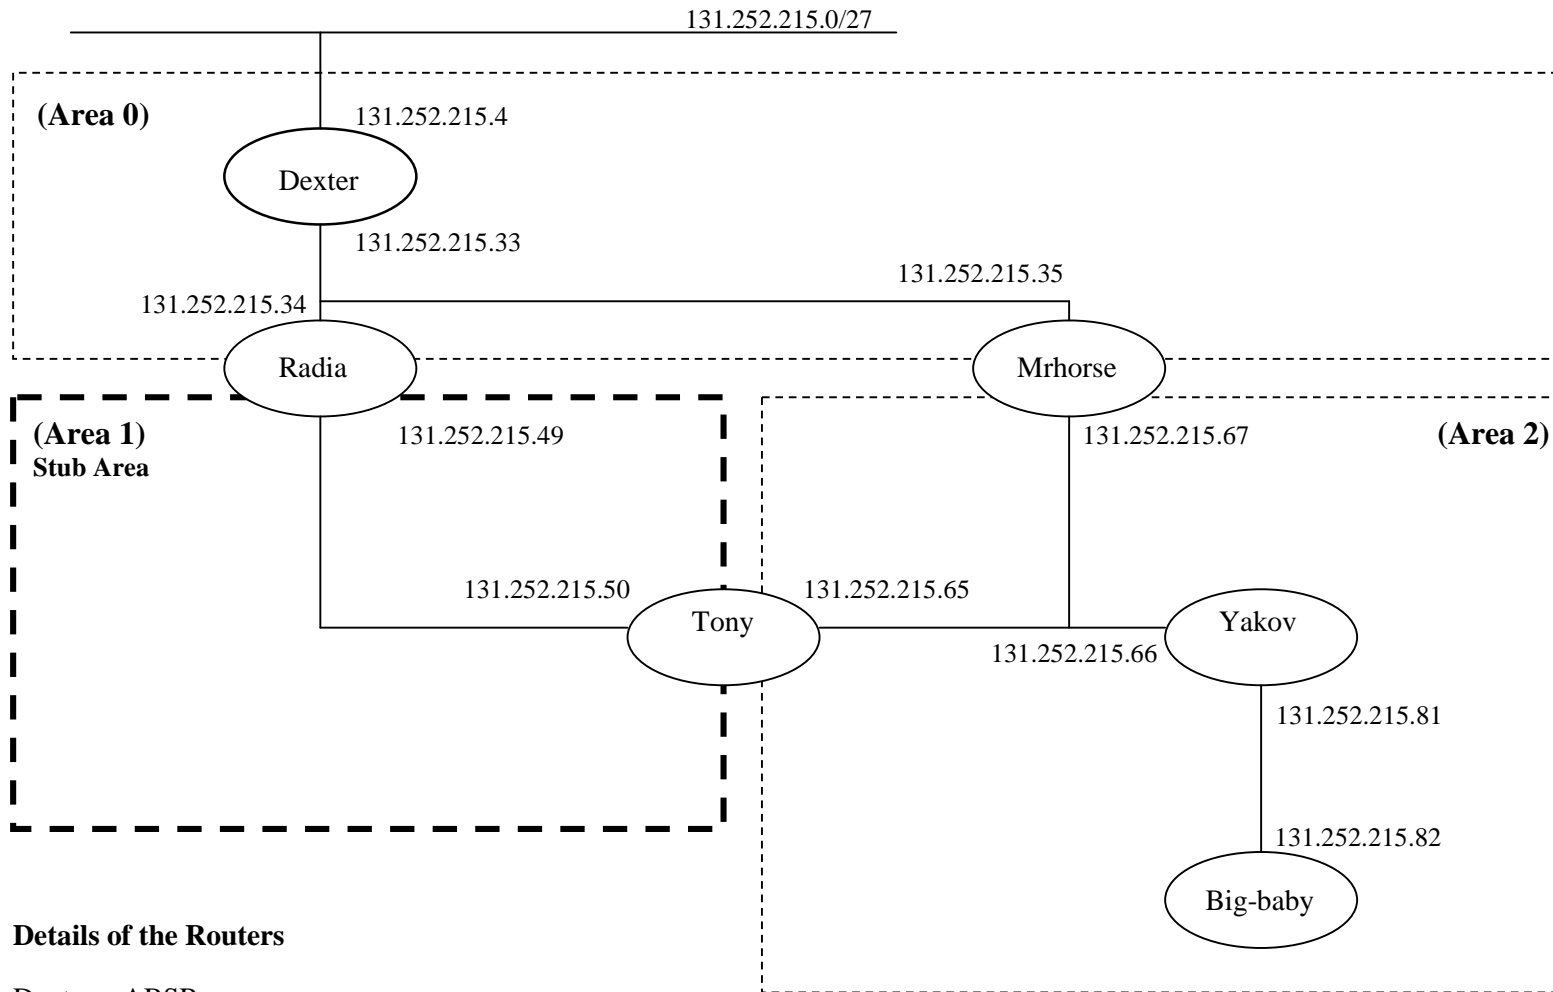 131.252.215.0/27
(Area 0)
131.252.215.4
Dexter
131.252.215.33
131.252.215.35
131.252.215.34
Radia
Mrhorse
(Area 1)
Stub Area
131.252.215.49
131.252.215.67
(Area 2)
131.252.215.50
131.252.215.65
Tony
Yakov
131.252.215.66
131.252.215.81
131.252.215.82
Big-baby
Details of the Routers